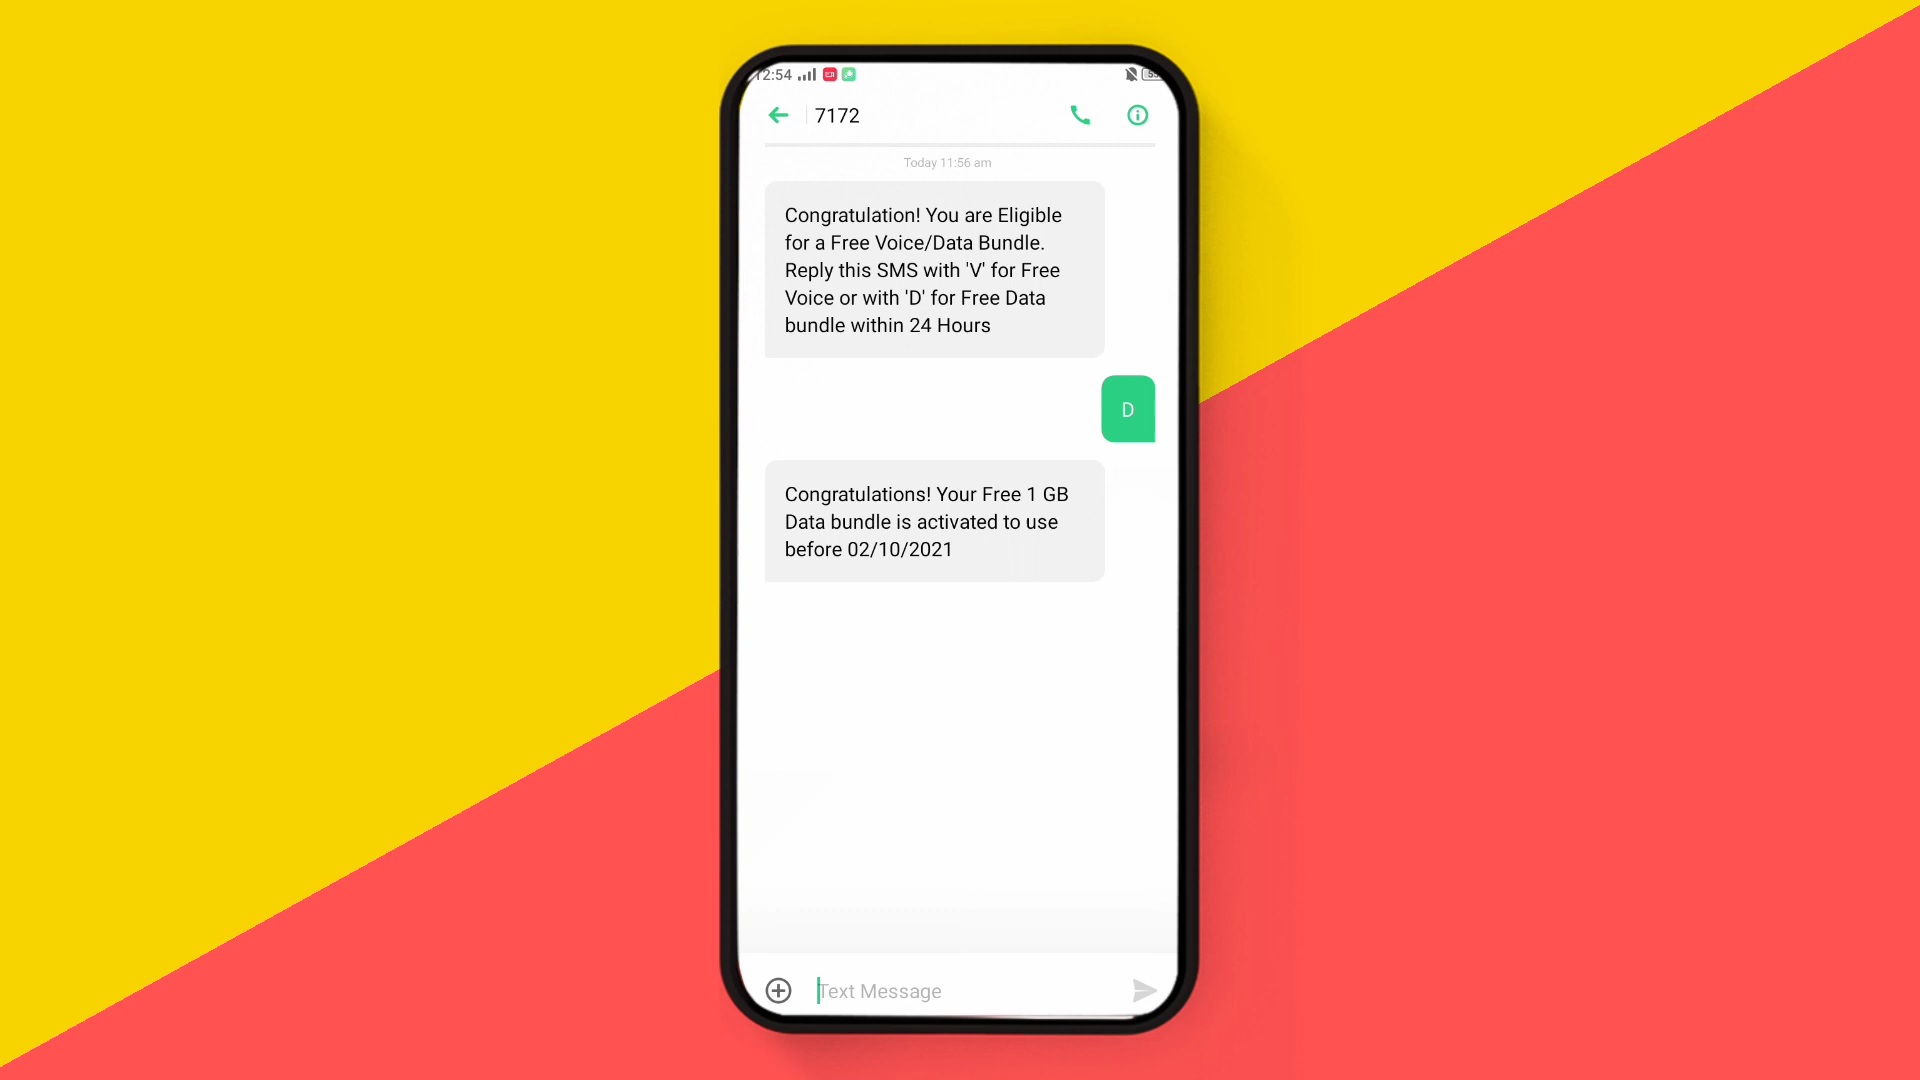 12:54
55
7172
Today 11:56 am
Congratulation! You are Eligible
for a Free Voice/Data Bundle.
Reply this SMS with 'V' for Free
Voice or with 'D' for Free Data
bundle within 24 Hours
D
Congratulations! Your Free 1 GB
Data bundle is activated to use
before 02/10/2021
Text Message